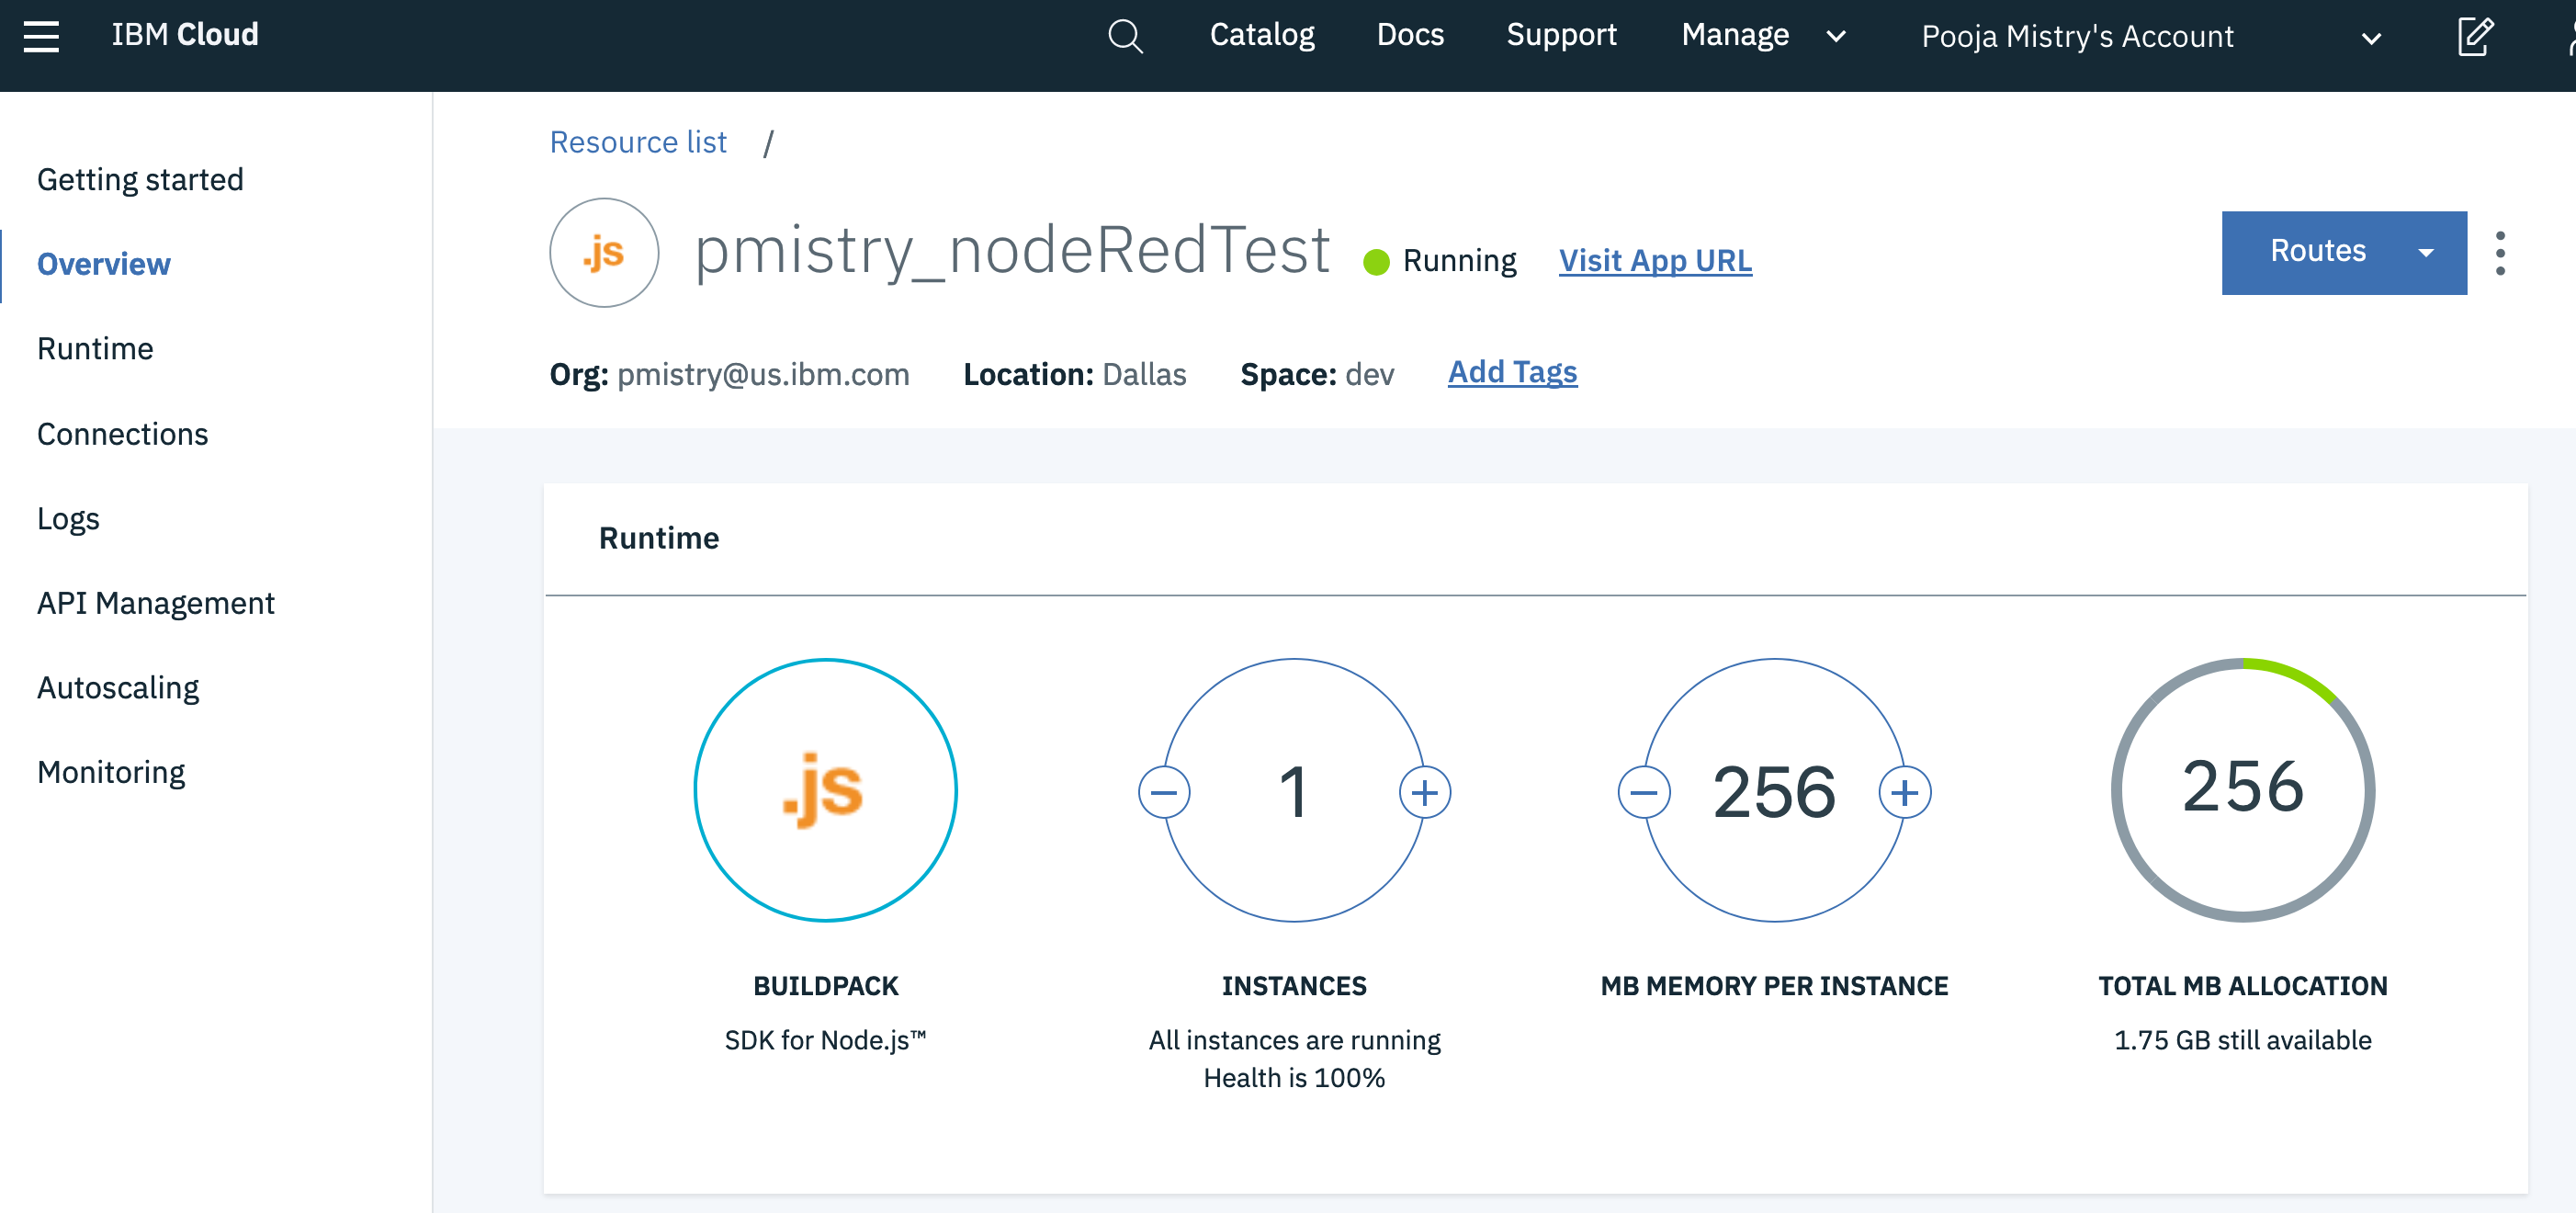 IBM Cloud
Catalog
Docs
Support
Manage
Pooja Mistry's Account
Getting started
Overview
Runtime
Connections
Logs
API Management
Autoscaling
Monitoring
Resource list /
.js
pmistry_nodeRedTest
Running
Visit App URL
Routes
Org: pmistry@us.ibm.com
Location: Dallas
Space: dev
Add Tags
Runtime
.js
BUILDPACK
SDK for Node.js™
1
INSTANCES
All instances are running
Health is 100%
256
MB MEMORY PER INSTANCE
256
TOTAL MB ALLOCATION
1.75 GB still available